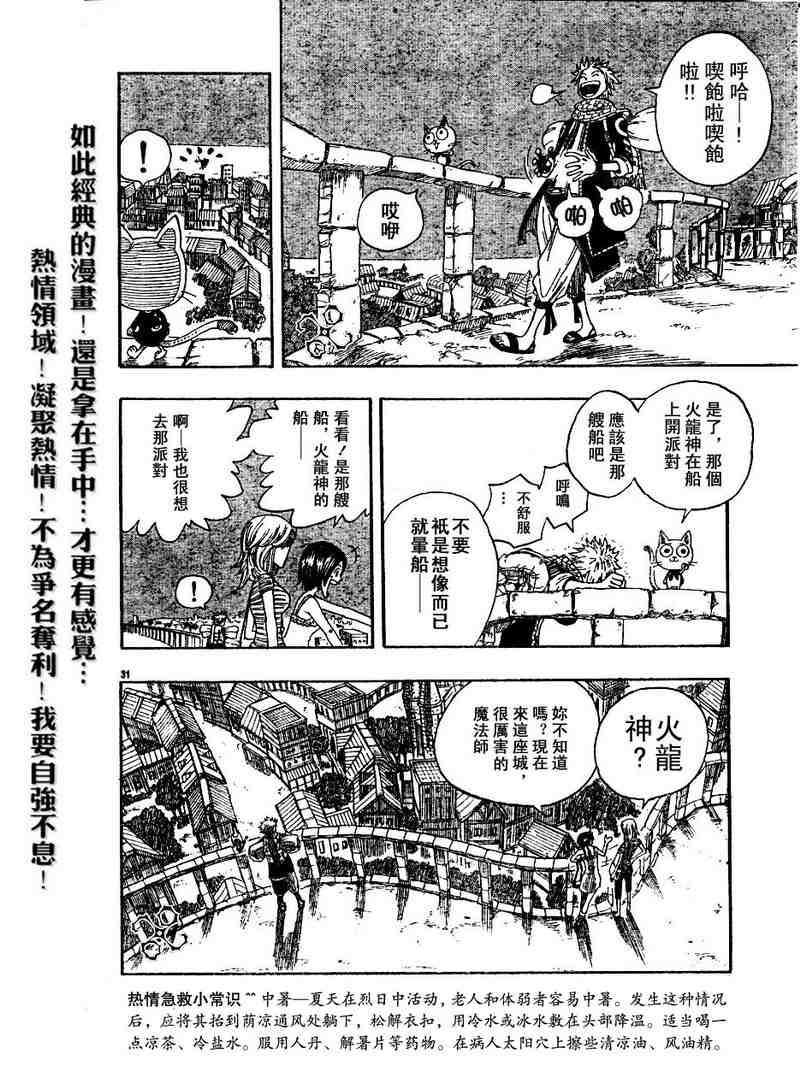 呼哈—!
喫飽啦喫飽
啦!!
啪
啪
哎
咿
!
是了,那個
火龍神在船
上開派對
應該是那
艘船吧
呼嗚
不舒服
不要
衹是想像而已
就暈船—
看看!是那艘
船,火龍神的
船—
啊—我也很想
去那派對
!
31
火龍
神?
妳不知道
嗎?現在
來這座城,
很厲害的
魔法師
如此經典的漫畫!還是拿在手中…才更有感覺…
熱情領域!凝聚熱情!不為爭名奪利!我要自強不息!
热情急救小常识^^中暑—夏天在烈日中活动,老人和体弱者容易中暑。发生这种情况
后,应将其抬到荫凉通风处躺下,松解衣扣,用冷水或冰水敷在头部降温。适当喝一
点凉茶、冷盐水。服用人丹、解暑片等药物。在病人太阳穴上擦些清凉油、风油精。